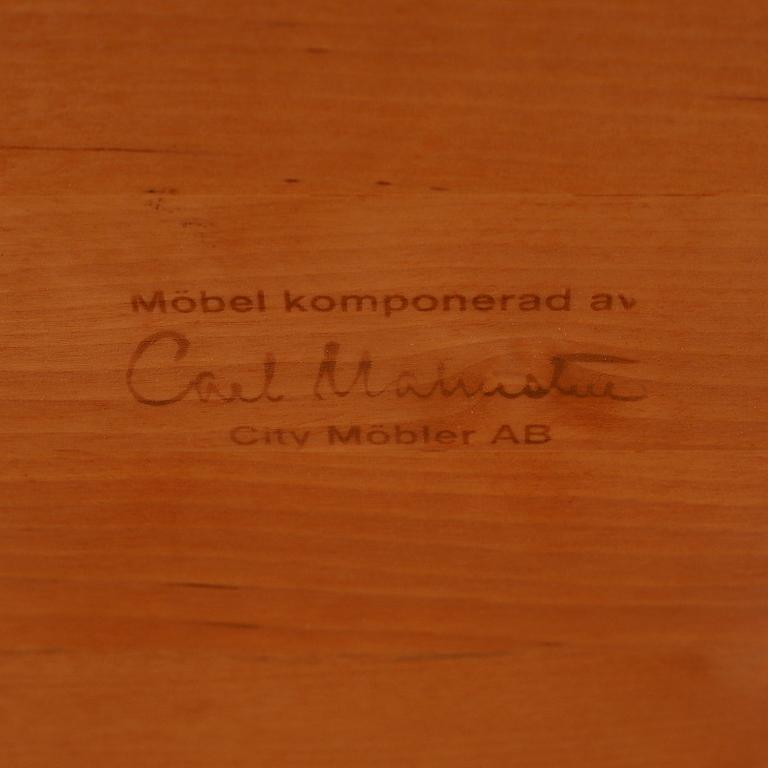 Möbel komponerad av
Carl Malmsten
City Möbler AB